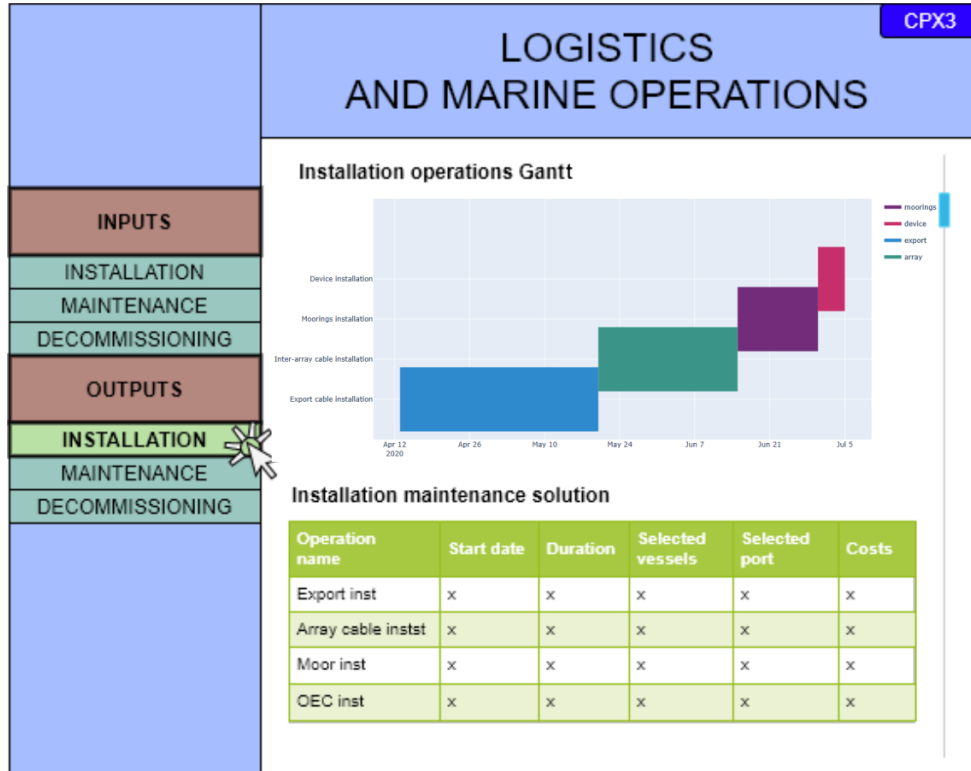 CPX3
LOGISTICS
AND MARINE OPERATIONS
INPUTS
INSTALLATION
MAINTENANCE
DECOMMISSIONING
OUTPUTS
INSTALLATION
MAINTENANCE
DECOMMISSIONING
Installation operations Gantt
moorings
device
export
array
Device installation
Moorings installation
Inter-array cable installation
Export cable installation
Apr 12 Apr 26 May 10 May 24 Jun 7 Jun 21 Jul 5
2020
Installation maintenance solution
Operation name Start date Duration Selected vessels Selected port Costs
Export inst x x x x x
Array cable instst x x x x x
Moor inst x x x x x
OEC inst x x x x x